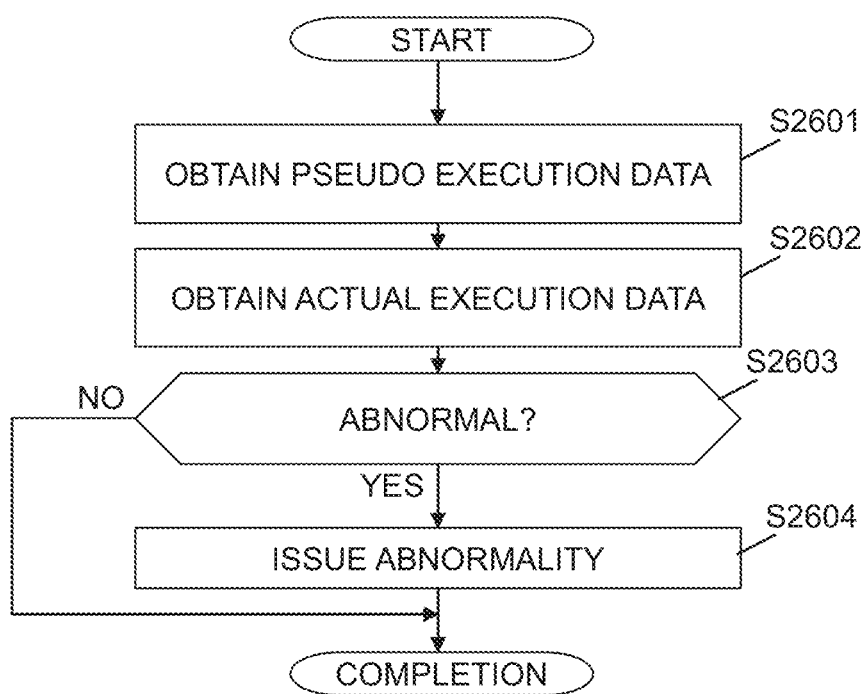 START
S2601
OBTAIN PSEUDO EXECUTION DATA
S2602
OBTAIN ACTUAL EXECUTION DATA
S2603
NO
ABNORMAL?
YES
S2604
ISSUE ABNORMALITY
COMPLETION